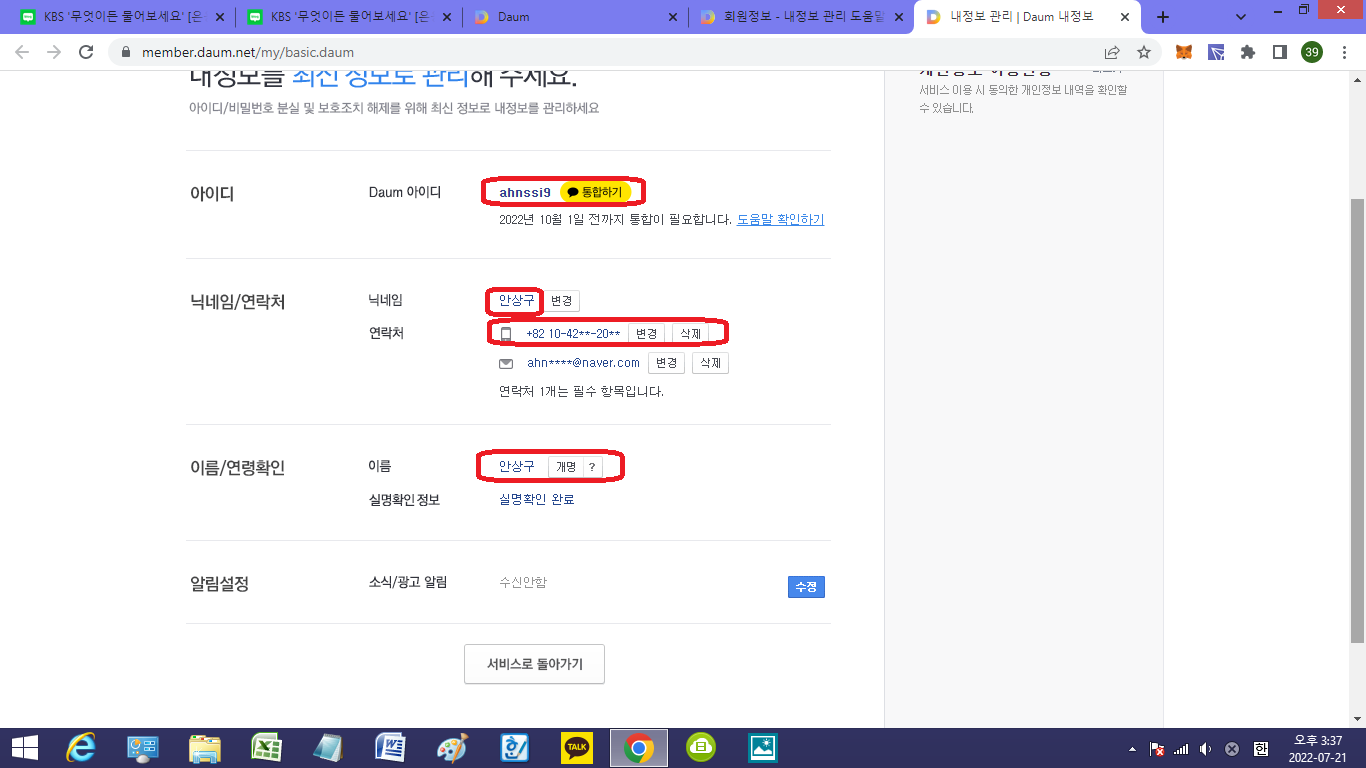 KBS '무엇이든 물어보세요' [은
KBS '무엇이든 물어보세요' [은
Daum
회원정보 - 내정보 관리 도움말
내정보 관리 | Daum 내정보
member.daum.net/my/basic.daum
39
내정보를 최신 정보로 관리해 주세요.
아이디/비밀번호 분실 및 보호조치 해제를 위해 최신 정보로 내정보를 관리하세요
서비스 이용 시 동의한 개인정보 내역을 확인할
수 있습니다.
아이디
Daum 아이디
ahnssi9 통합하기
2022년 10월 1일 전까지 통합이 필요합니다. 도움말 확인하기
닉네임/연락처
닉네임
안상구 변경
연락처
+82 10-42**-20** 변경 삭제
ahn****@naver.com 변경 삭제
연락처 1개는 필수 항목입니다.
이름/연령확인
이름
안상구 개명 ?
실명확인정보
실명확인 완료
알림설정
소식/광고 알림
수신안함
수정
서비스로 돌아가기
TALK
한
오후 3:37
2022-07-21